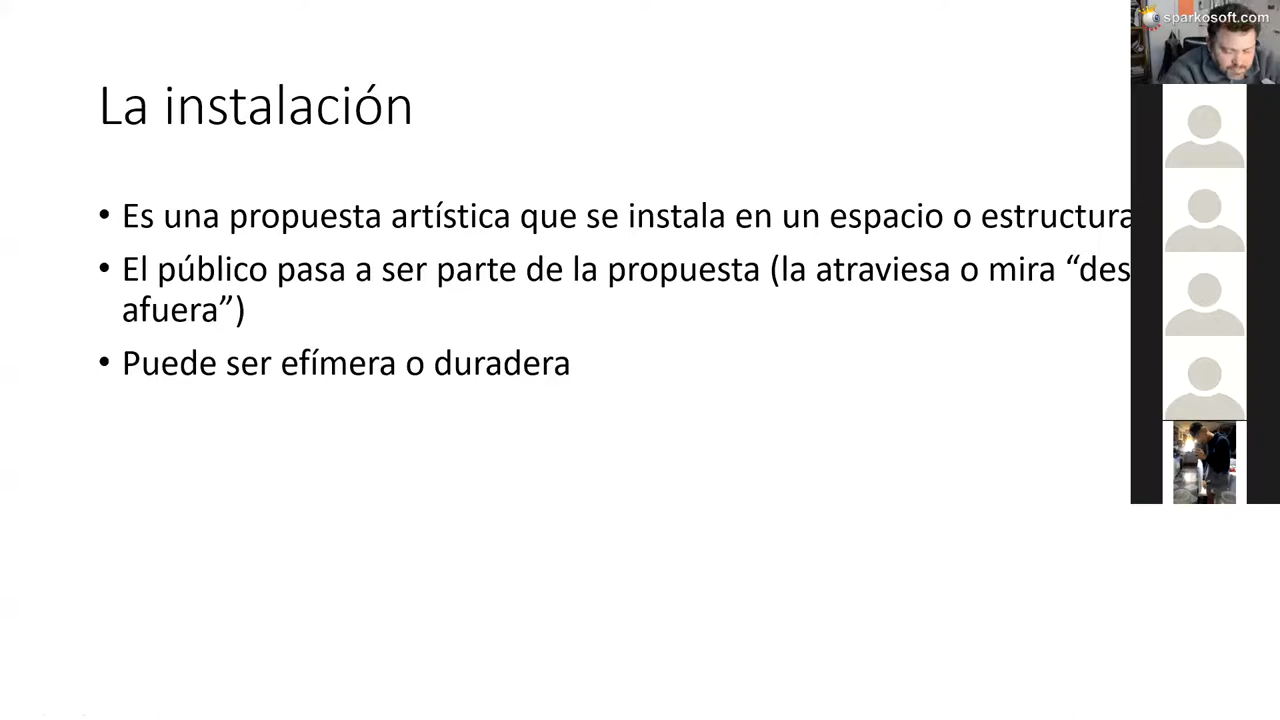 sparkosoft.com
La instalación
• Es una propuesta artística que se instala en un espacio o estructura
• El público pasa a ser parte de la propuesta (la atraviesa o mira “des
afuera”)
• Puede ser efímera o duradera